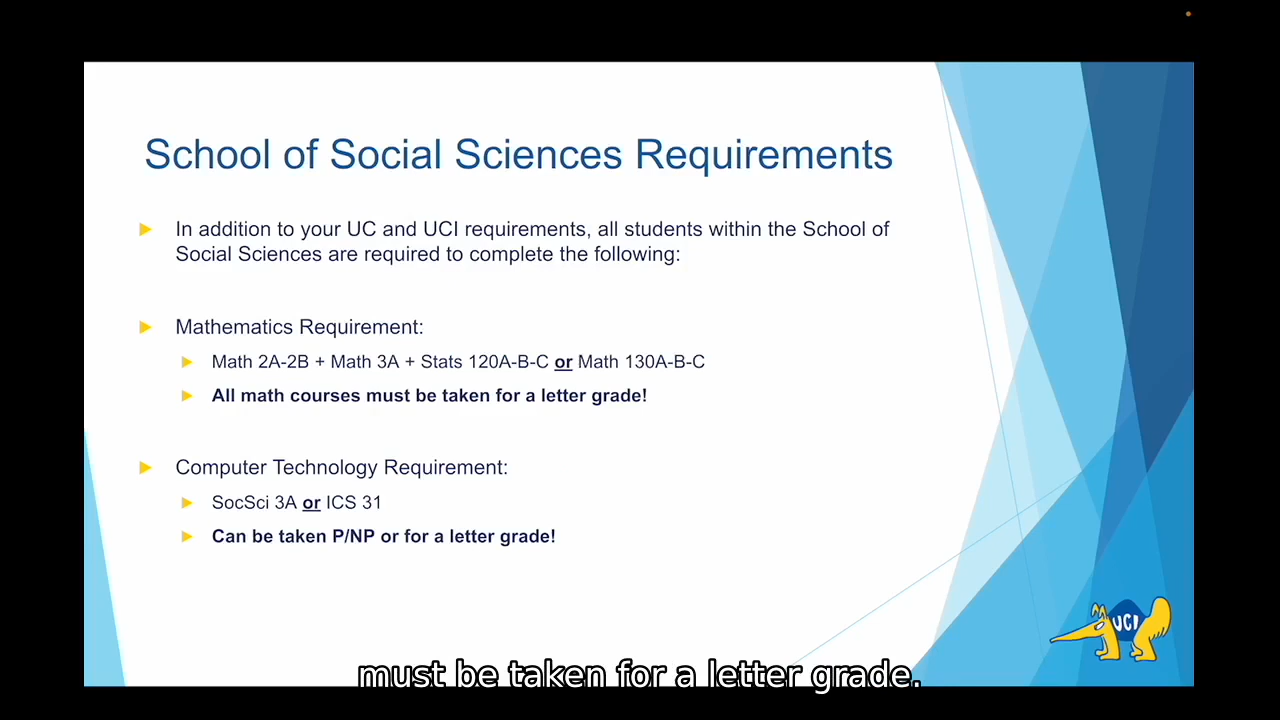 School of Social Sciences Requirements
In addition to your UC and UCI requirements, all students within the School of
Social Sciences are required to complete the following:
Mathematics Requirement:
Math 2A-2B + Math 3A + Stats 120A-B-C or Math 130A-B-C
All math courses must be taken for a letter grade!
Computer Technology Requirement:
SocSci 3A or ICS 31
Can be taken P/NP or for a letter grade!
UCI
must be taken for a letter grade.